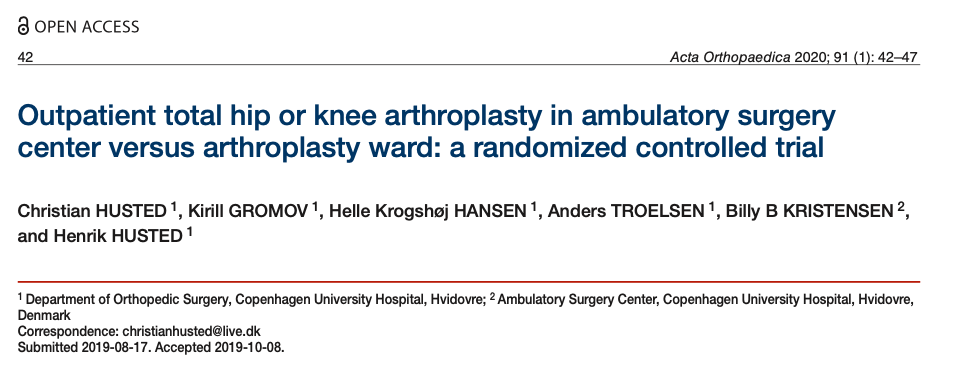 OPEN ACCESS
42
Acta Orthopaedica 2020; 91 (1): 42–47
Outpatient total hip or knee arthroplasty in ambulatory surgery
center versus arthroplasty ward: a randomized controlled trial
Christian HUSTED 1, Kirill GROMOV 1, Helle Krogshøj HANSEN 1, Anders TROELSEN 1, Billy B KRISTENSEN 2,
and Henrik HUSTED 1
1 Department of Orthopedic Surgery, Copenhagen University Hospital, Hvidovre; 2 Ambulatory Surgery Center, Copenhagen University Hospital, Hvidovre,
Denmark
Correspondence: christianhusted@live.dk
Submitted 2019-08-17. Accepted 2019-10-08.